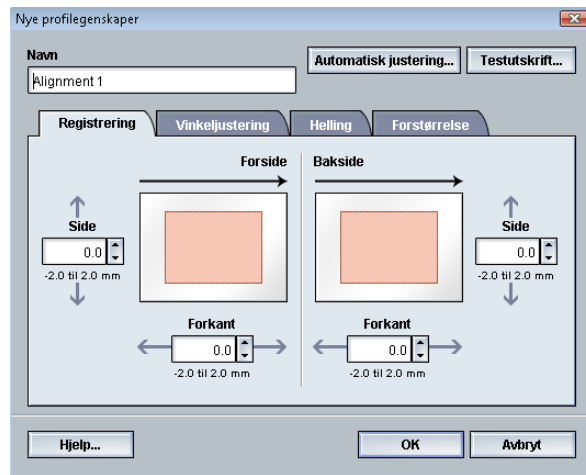 Nye profilegenskaper
Navn
Automatisk justering...
Testutskrift...
Alignment 1
Registrering
Vinkeljustering
Helling
Forstørrelse
Forside
Bakside
Side
0.0
-2.0 til 2.0 mm
Side
0.0
-2.0 til 2.0 mm
Forkant
0.0
-2.0 til 2.0 mm
Forkant
0.0
-2.0 til 2.0 mm
Hjelp...
OK
Avbryt